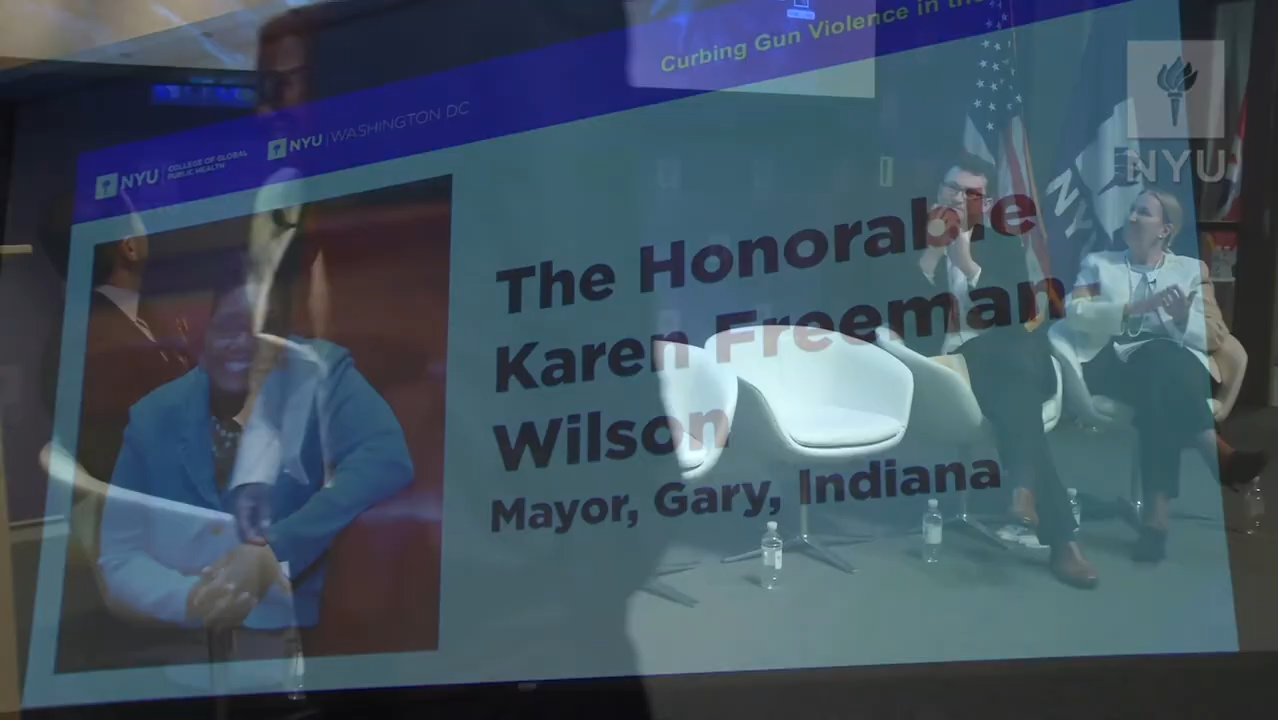 Curbing Gun Violence in the
NYU
COLLEGE OF GLOBAL
PUBLIC HEALTH
NYU
WASHINGTON DC
NYU
The Honorable
Karen Freeman-
Wilson
Mayor, Gary, Indiana